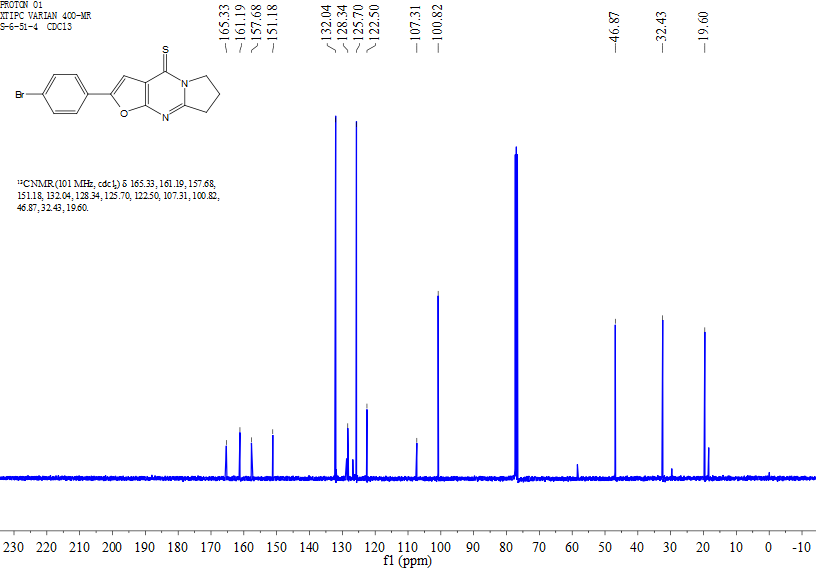 PROTON 01
XTIPC VARIAN 400-MR
S-6-51-4 CDCl3
165.33
161.19
157.68
151.18
132.04
128.34
125.70
122.50
107.31
100.82
46.87
32.43
19.60
S
N
Br
O
N
¹³C NMR (101 MHz, cdcl₃) δ 165.33, 161.19, 157.68,
151.18, 132.04, 128.34, 125.70, 122.50, 107.31, 100.82,
46.87, 32.43, 19.60.
230 220 210 200 190 180 170 160 150 140 130 120 110 100 90 80 70 60 50 40 30 20 10 0 -10
f1 (ppm)